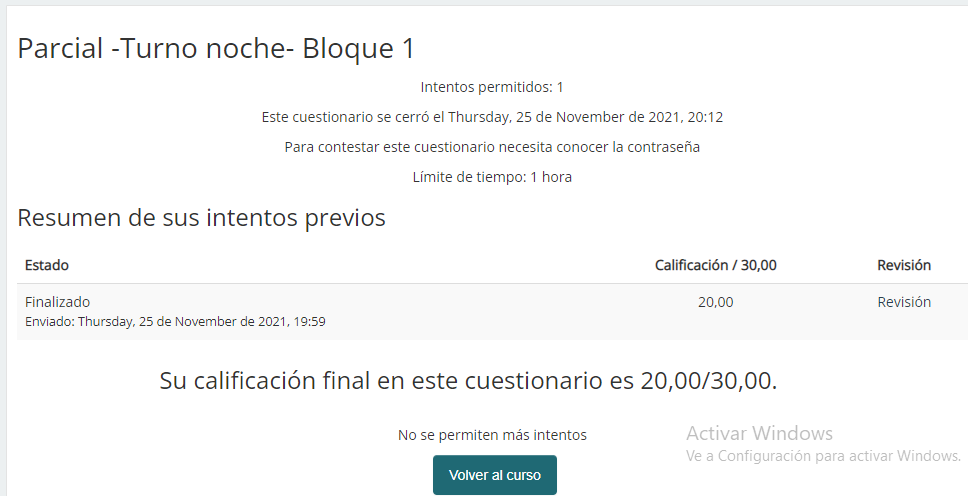 Parcial -Turno noche- Bloque 1
Intentos permitidos: 1
Este cuestionario se cerró el Thursday, 25 de November de 2021, 20:12
Para contestar este cuestionario necesita conocer la contraseña
Límite de tiempo: 1 hora
Resumen de sus intentos previos
Estado Calificación / 30,00 Revisión
Finalizado 20,00 Revisión
Enviado: Thursday, 25 de November de 2021, 19:59
Su calificación final en este cuestionario es 20,00/30,00.
No se permiten más intentos
Activar Windows
Ve a Configuración para activar Windows.
Volver al curso